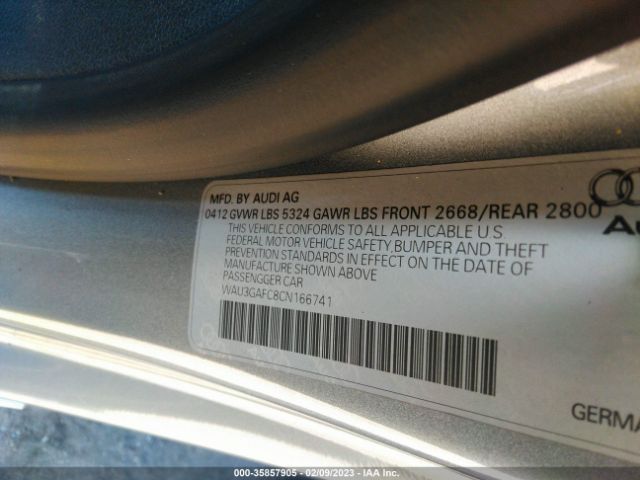 MFD. BY AUDI AG
0412 GVWR LBS 5324 GAWR LBS FRONT 2668/REAR 2800
THIS VEHICLE CONFORMS TO ALL APPLICABLE U.S.
FEDERAL MOTOR VEHICLE SAFETY,BUMPER AND THEFT
PREVENTION STANDARDS IN EFFECT ON THE DATE OF
MANUFACTURE SHOWN ABOVE
PASSENGGER CAR
WAU3GAFC8CN166741
GERMA
000-35857905 - 02/09/2023 - IAA Inc.